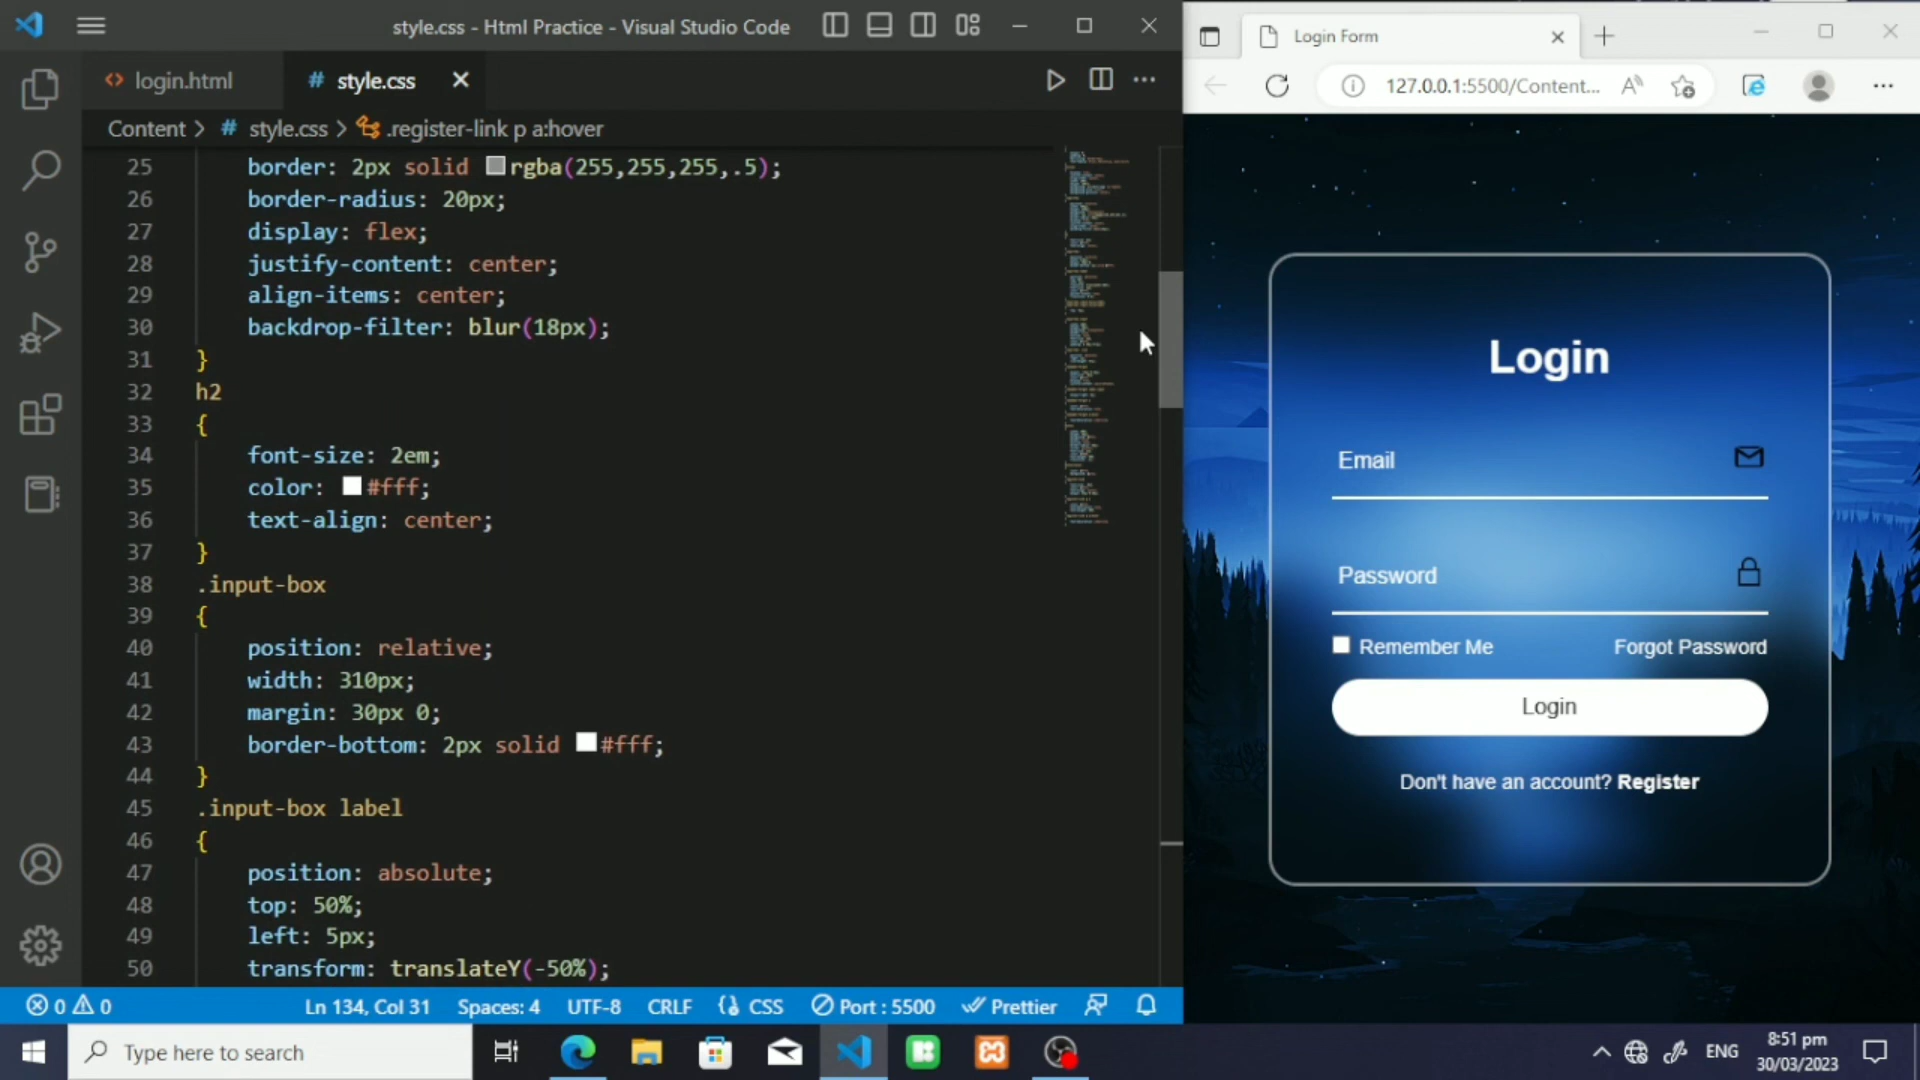 style.css - Html Practice - Visual Studio Code
login.html
# style.css
Content > # style.css > .register-link p a:hover
25 border: 2px solid rgba(255,255,255,.5);
26 border-radius: 20px;
27 display: flex;
28 justify-content: center;
29 align-items: center;
30 backdrop-filter: blur(18px);
31 }
32 h2
33 {
34 font-size: 2em;
35 color: #fff;
36 text-align: center;
37 }
38 .input-box
39 {
40 position: relative;
41 width: 310px;
42 margin: 30px 0;
43 border-bottom: 2px solid #fff;
44 }
45 .input-box label
46 {
47 position: absolute;
48 top: 50%;
49 left: 5px;
50 transform: translateY(-50%);
0 0 Ln 134, Col 31 Spaces: 4 UTF-8 CRLF CSS Port : 5500 Prettier
Login Form
127.0.0.1:5500/Content...
Login
Email
Password
Remember Me Forgot Password
Login
Don't have an account? Register
Type here to search
ENG
8:51 pm
30/03/2023